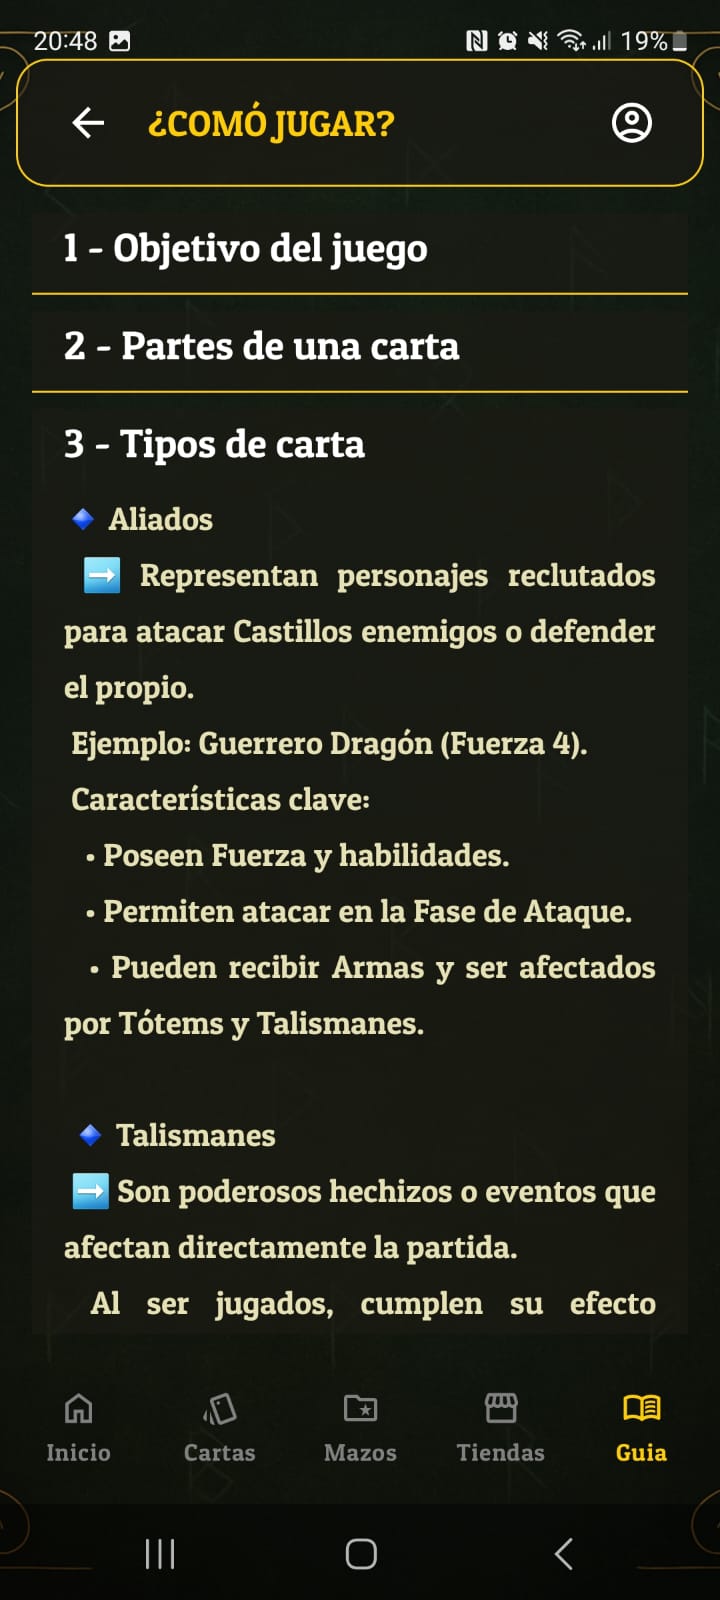 20:48
19%
¿COMÓ JUGAR?
1 - Objetivo del juego
2 - Partes de una carta
3 - Tipos de carta
Aliados
Representan personajes reclutados
para atacar Castillos enemigos o defender
el propio.
Ejemplo: Guerrero Dragón (Fuerza 4).
Características clave:
• Poseen Fuerza y habilidades.
• Permiten atacar en la Fase de Ataque.
• Pueden recibir Armas y ser afectados
por Tótems y Talismanes.
Talismanes
Son poderosos hechizos o eventos que
afectan directamente la partida.
Al ser jugados, cumplen su efecto
Inicio
Cartas
Mazos
Tiendas
Guia